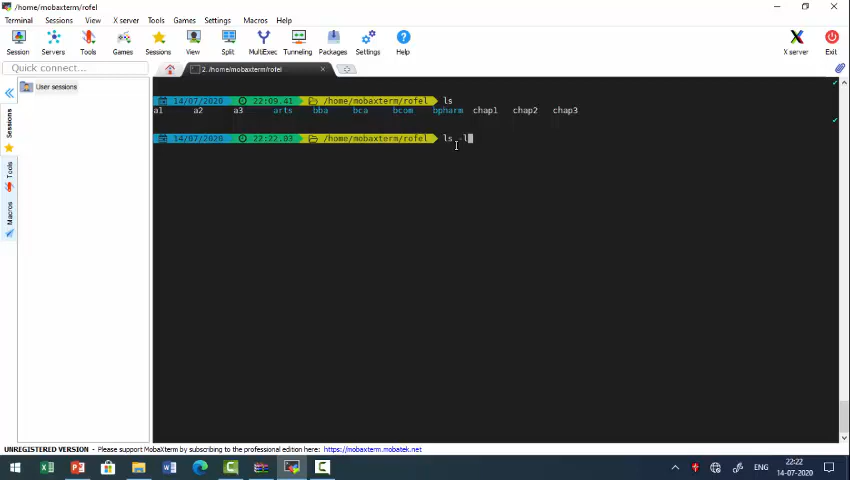 /home/mobaxterm/rofel
Terminal Sessions View X server Tools Games Settings Macros Help
Session Servers Tools Games Sessions View Split MultiExec Tunneling Packages Settings Help X server Exit
Quick connect...
2. /home/mobaxterm/rofel
User sessions
Sessions
Tools
Macros
14/07/2020 22:09.41 /home/mobaxterm/rofel ls
a1 a2 a3 arts bba bca bcom bpharm chap1 chap2 chap3
14/07/2020 22:22.03 /home/mobaxterm/rofel ls -l
UNREGISTERED VERSION - Please support MobaXterm by subscribing to the professional edition here: https://mobaxterm.mobatek.net
ENG
22:22
14-07-2020